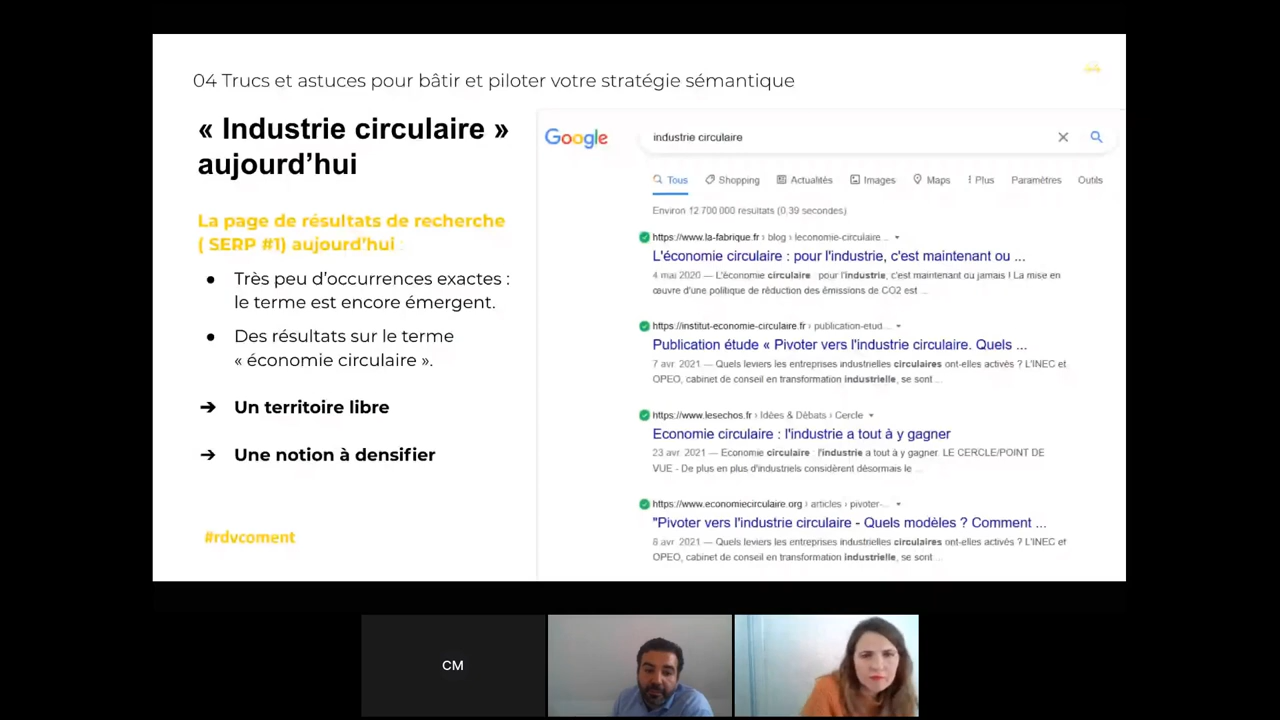 04 Trucs et astuces pour bâtir et piloter votre stratégie sémantique
« Industrie circulaire »
aujourd'hui
La page de résultats de recherche
( SERP #1) aujourd'hui :
● Très peu d'occurrences exactes :
le terme est encore émergent.
● Des résultats sur le terme
« économie circulaire ».
➔ Un territoire libre
➔ Une notion à densifier
#rdvcoment
Google
industrie circulaire
Tous Shopping Actualités Images Maps Plus Paramètres Outils
Environ 12 700 000 résultats (0,39 secondes)
https://www.la-fabrique.fr › blog › leconomie-circulaire...
L'économie circulaire : pour l'industrie, c'est maintenant ou ...
4 mai 2020 — L'économie circulaire : pour l'industrie, c'est maintenant ou jamais ! La mise en
œuvre d'une politique de réduction des émissions de CO2 est ...
https://institut-economie-circulaire.fr › publication-etud...
Publication étude « Pivoter vers l'industrie circulaire. Quels ...
7 avr. 2021 — Quels leviers les entreprises industrielles circulaires ont-elles activés ? L'INEC et
OPEO, cabinet de conseil en transformation industrielle, se sont ...
https://www.lesechos.fr › Idées & Débats › Cercle
Economie circulaire : l'industrie a tout à y gagner
23 avr. 2021 — Economie circulaire : l'industrie a tout à y gagner. LE CERCLE/POINT DE
VUE - De plus en plus d'industriels considèrent désormais le ...
https://www.economiecirculaire.org › articles › pivoter-...
"Pivoter vers l'industrie circulaire - Quels modèles ? Comment ...
8 avr. 2021 — Quels leviers les entreprises industrielles circulaires ont-elles activés ? L'INEC et
OPEO, cabinet de conseil en transformation industrielle, se sont ...
CM